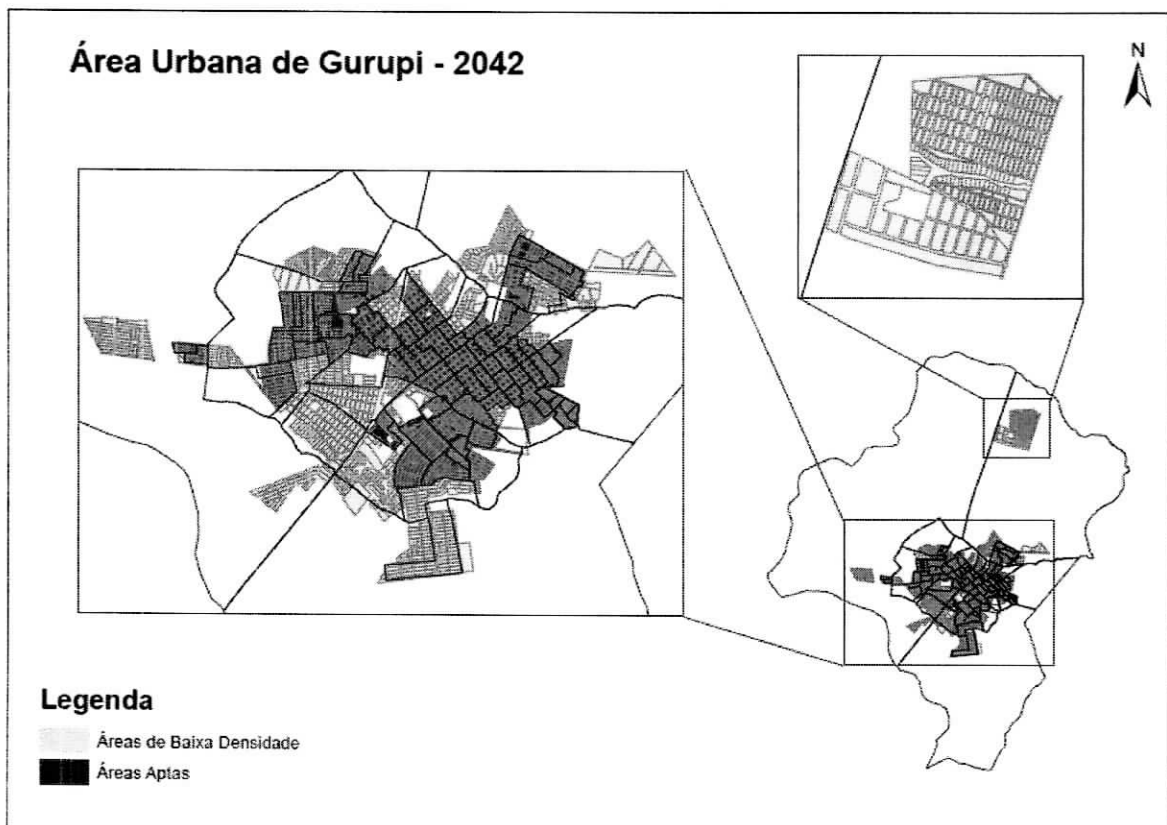 Área Urbana de Gurupi - 2042
N
Legenda
Áreas de Baixa Densidade
Áreas Aptas